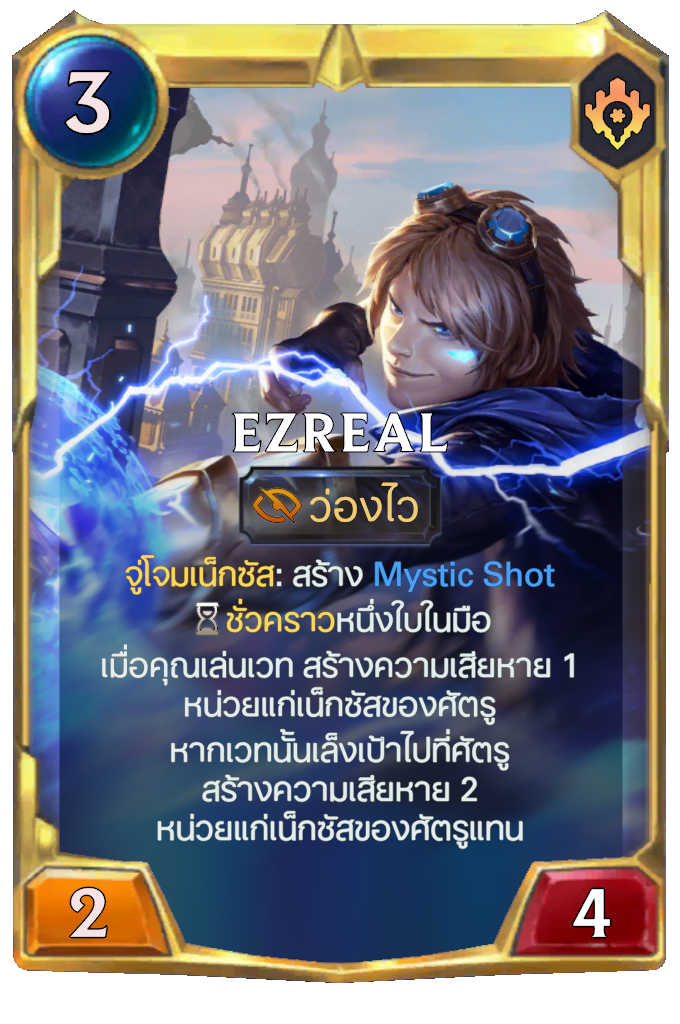 3
EZREAL
ว่องไว
จู่โจมเน็กซัส: สร้าง Mystic Shot
ชั่วคราวหนึ่งใบในมือ
เมื่อคุณเล่นเวท สร้างความเสียหาย 1
หน่วยแก่เน็กซัสของศัตรู
หากเวทนั้นเล็งเป้าไปที่ศัตรู
สร้างความเสียหาย 2
หน่วยแก่เน็กซัสของศัตรูแทน
2
4